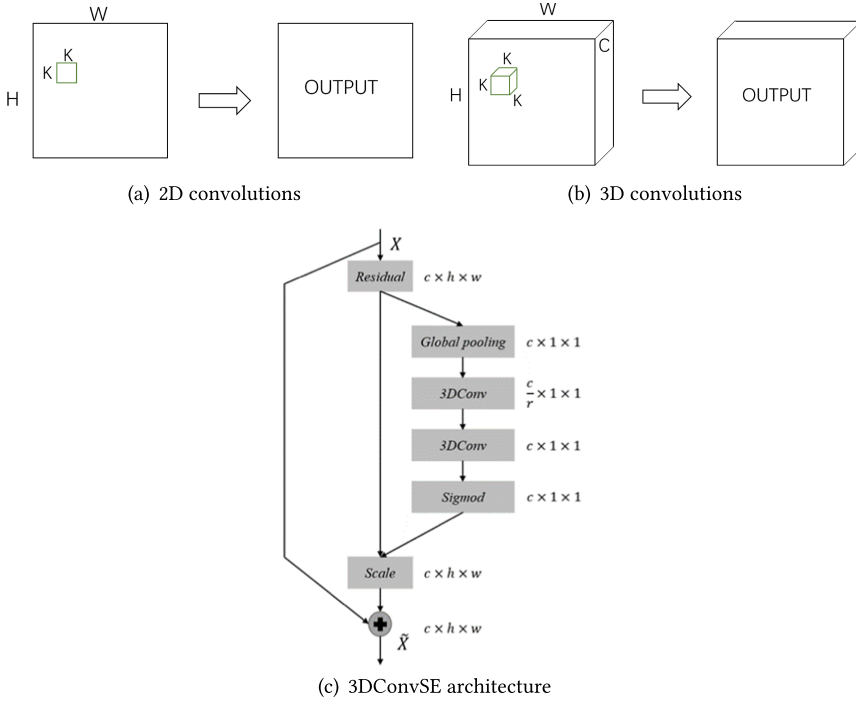 W
K
K
H
OUTPUT
(a) 2D convolutions
W
C
K
K
K
H
OUTPUT
(b) 3D convolutions
X
Residual c × h × w
Global pooling c × 1 × 1
3DConv c/r × 1 × 1
3DConv c × 1 × 1
Sigmod c × 1 × 1
Scale c × h × w
c × h × w
X̃
(c) 3DConvSE architecture